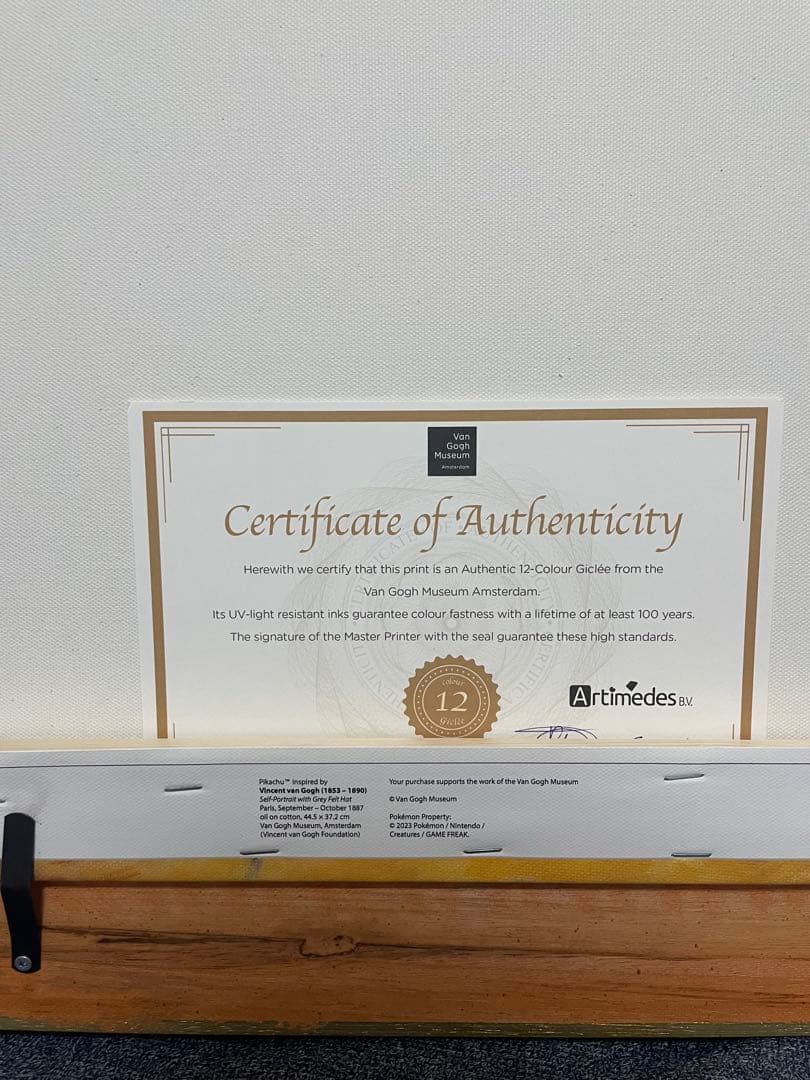 Van
Gogh
Museum
Amsterdam
Certificate of Authenticity
Herewith we certify that this print is an Authentic 12-Colour Giclée from the
Van Gogh Museum Amsterdam.
Its UV-light resistant inks guarantee colour fastness with a lifetime of at least 100 years.
The signature of the Master Printer with the seal guarantee these high standards.
colour
12
Giclée
Artimedes B.V.
Pikachu™ Inspired by
Vincent van Gogh (1853 – 1890)
Self-Portrait with Grey Felt Hat
Paris, September – October 1887
oil on cotton, 44.5 × 37.2 cm
Van Gogh Museum, Amsterdam
(Vincent van Gogh Foundation)
Your purchase supports the work of the Van Gogh Museum
© Van Gogh Museum
Pokémon Property:
© 2023 Pokémon / Nintendo /
Creatures / GAME FREAK.